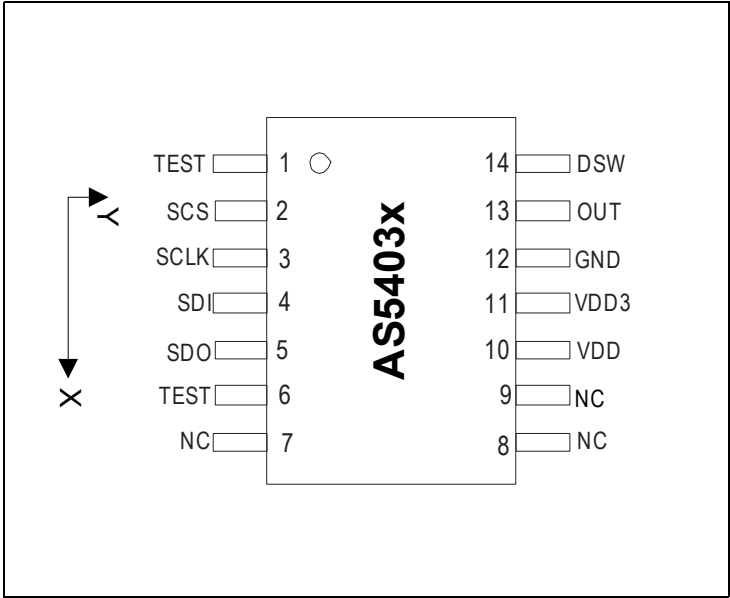 TEST 1 14 DSW
SCS 2 13 OUT
SCLK 3 12 GND
SDI 4 11 VDD3
SDO 5 10 VDD
TEST 6 9 NC
NC 7 8 NC
AS5403x
Y
X